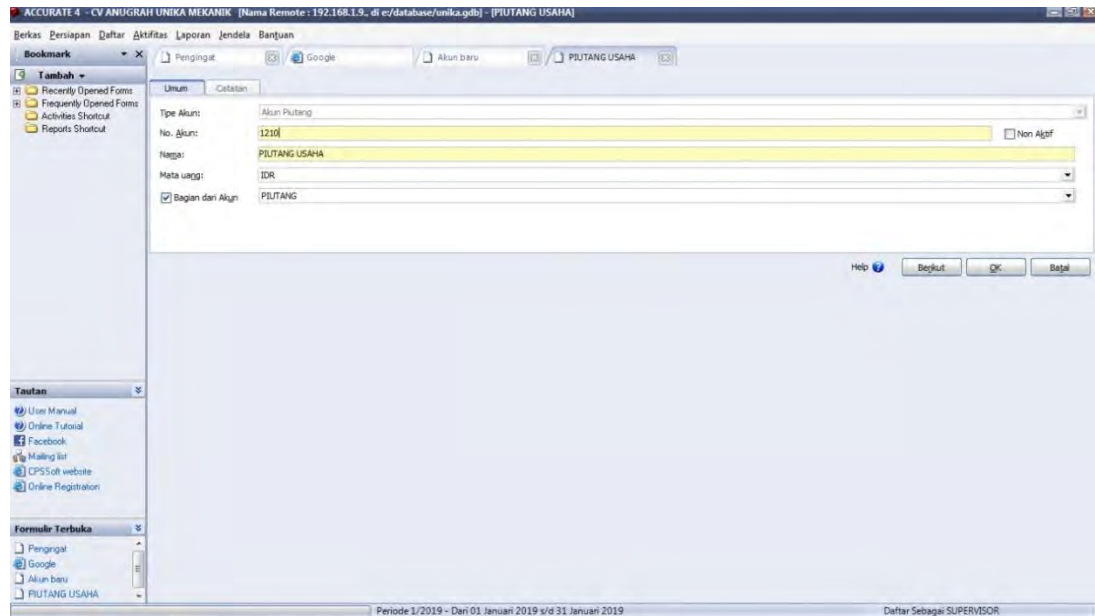 ACCURATE 4 - CV ANUGRAH UNIKA MEKANIK [Nama Remote : 192.168.1.9., di e:/database/unika.gdb] - [PIUTANG USAHA]
Berkas Persiapan Daftar Aktifitas Laporan Jendela Bantuan
Bookmark
Pengingat Google Akun baru PIUTANG USAHA
Tambah
Recently Opened Forms
Frequently Opened Forms
Activities Shortcut
Reports Shortcut
Umum Catatan
Tipe Akun: Akun Piutang
No. Akun: 1210 Non Aktif
Nama: PIUTANG USAHA
Mata uang: IDR
Bagian dari Akun PIUTANG
Help Berikut OK Batal
Tautan
User Manual
Online Tutorial
Facebook
Mailing list
CPSSoft website
Online Registration
Formulir Terbuka
Pengingat
Google
Akun baru
PIUTANG USAHA
Periode 1/2019 - Dari 01 Januari 2019 s/d 31 Januari 2019 Daftar Sebagai SUPERVISOR